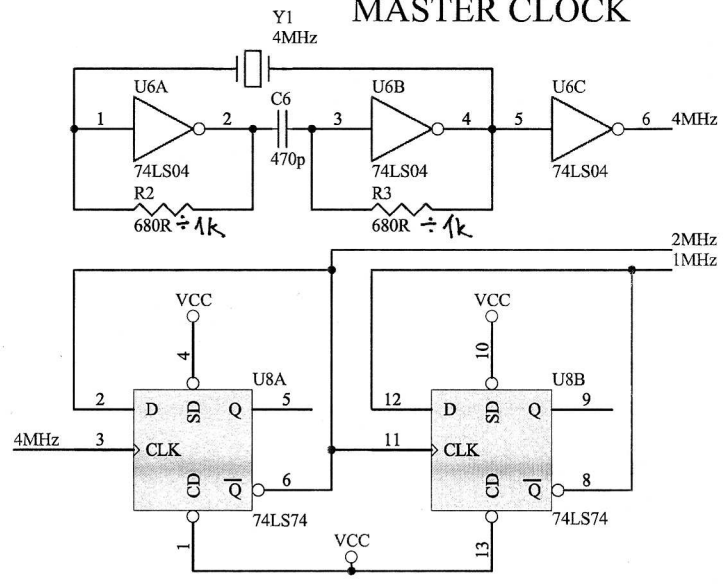 MASTER CLOCK
Y1
4MHz
U6A
C6
U6B
U6C
1
2
3
4
5
6
4MHz
74LS04
470p
74LS04
74LS04
R2
R3
680R ÷ 1k
680R ÷ 1k
2MHz
1MHz
VCC
VCC
4
10
U8A
U8B
2
D
SD
Q
5
12
D
SD
Q
9
4MHz
3
CLK
11
CLK
CD
Q
6
CD
Q
8
74LS74
74LS74
1
VCC
13